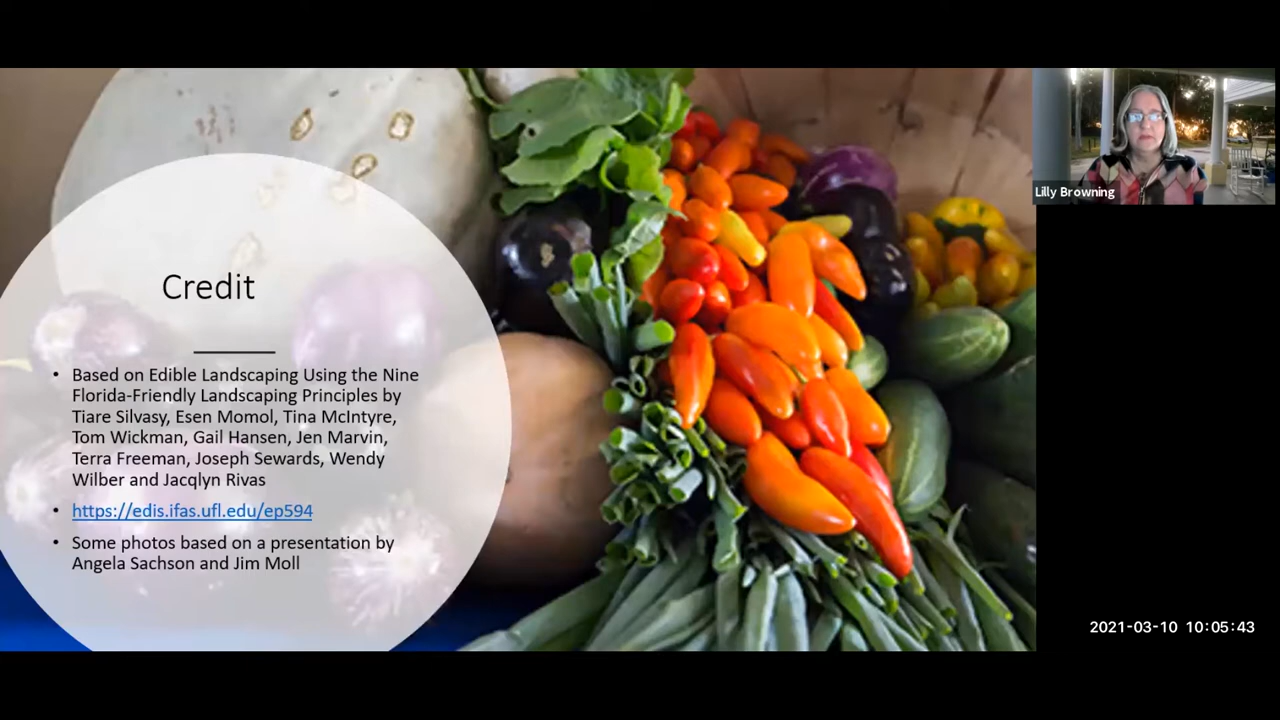 Lilly Browning
Credit
• Based on Edible Landscaping Using the Nine
Florida-Friendly Landscaping Principles by
Tiare Silvasy, Esen Momol, Tina McIntyre,
Tom Wickman, Gail Hansen, Jen Marvin,
Terra Freeman, Joseph Sewards, Wendy
Wilber and Jacqlyn Rivas
• https://edis.ifas.ufl.edu/ep594
• Some photos based on a presentation by
Angela Sachson and Jim Moll
2021-03-10 10:05:43